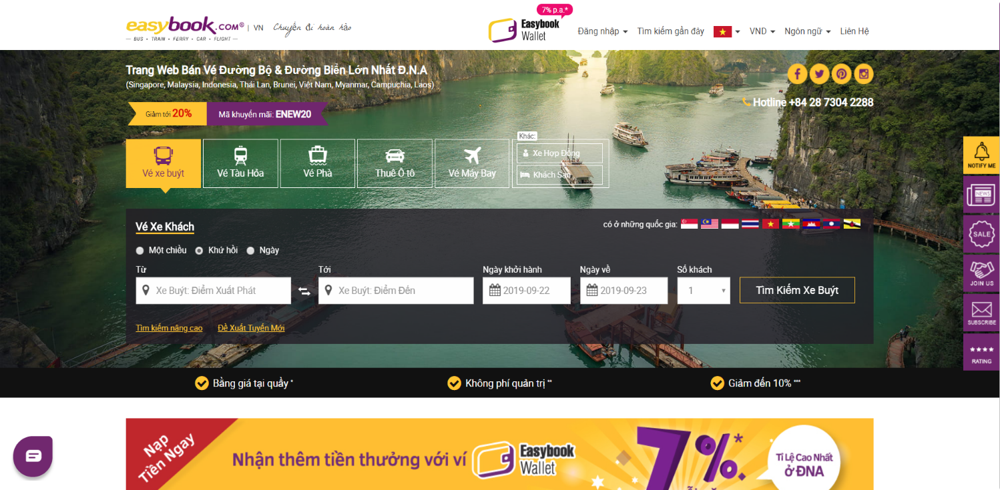 7% p.a.*
easybook.COM® | VN Chuyến đi hoàn hảo
BUS • TRAIN • FERRY • CAR • FLIGHT
Easybook
Wallet
Đăng nhập
Tìm kiếm gần đây
VND
Ngôn ngữ
Liên Hệ
Trang Web Bán Vé Đường Bộ & Đường Biển Lớn Nhất Đ.N.A
(Singapore, Malaysia, Indonesia, Thái Lan, Brunei, Việt Nam, Myanmar, Campuchia, Laos)
Hotline +84 28 7304 2288
Giảm tới 20%
Mã khuyến mãi: ENEW20
Khác:
Vé xe buýt
Vé Tàu Hỏa
Vé Phà
Thuê Ô tô
Vé Máy Bay
Xe Hợp Đồng
Khách Sạn
NOTIFY ME
NEWS
SALE
JOIN US
SUBSCRIBE
RATING
Vé Xe Khách
có ở những quốc gia:
Một chiều
Khứ hồi
Ngày
Từ
Tới
Ngày khởi hành
Ngày về
Số khách
Xe Buýt: Điểm Xuất Phát
Xe Buýt: Điểm Đến
2019-09-22
2019-09-23
1
Tìm Kiếm Xe Buýt
Tìm kiếm nâng cao
Đề Xuất Tuyến Mới
Bằng giá tại quầy *
Không phí quản trị **
Giảm đến 10% ***
Nạp
Tiền Ngay
Nhận thêm tiền thưởng với ví
Easybook
Wallet
7%*.
Tỉ Lệ Cao Nhất
ở ĐNA